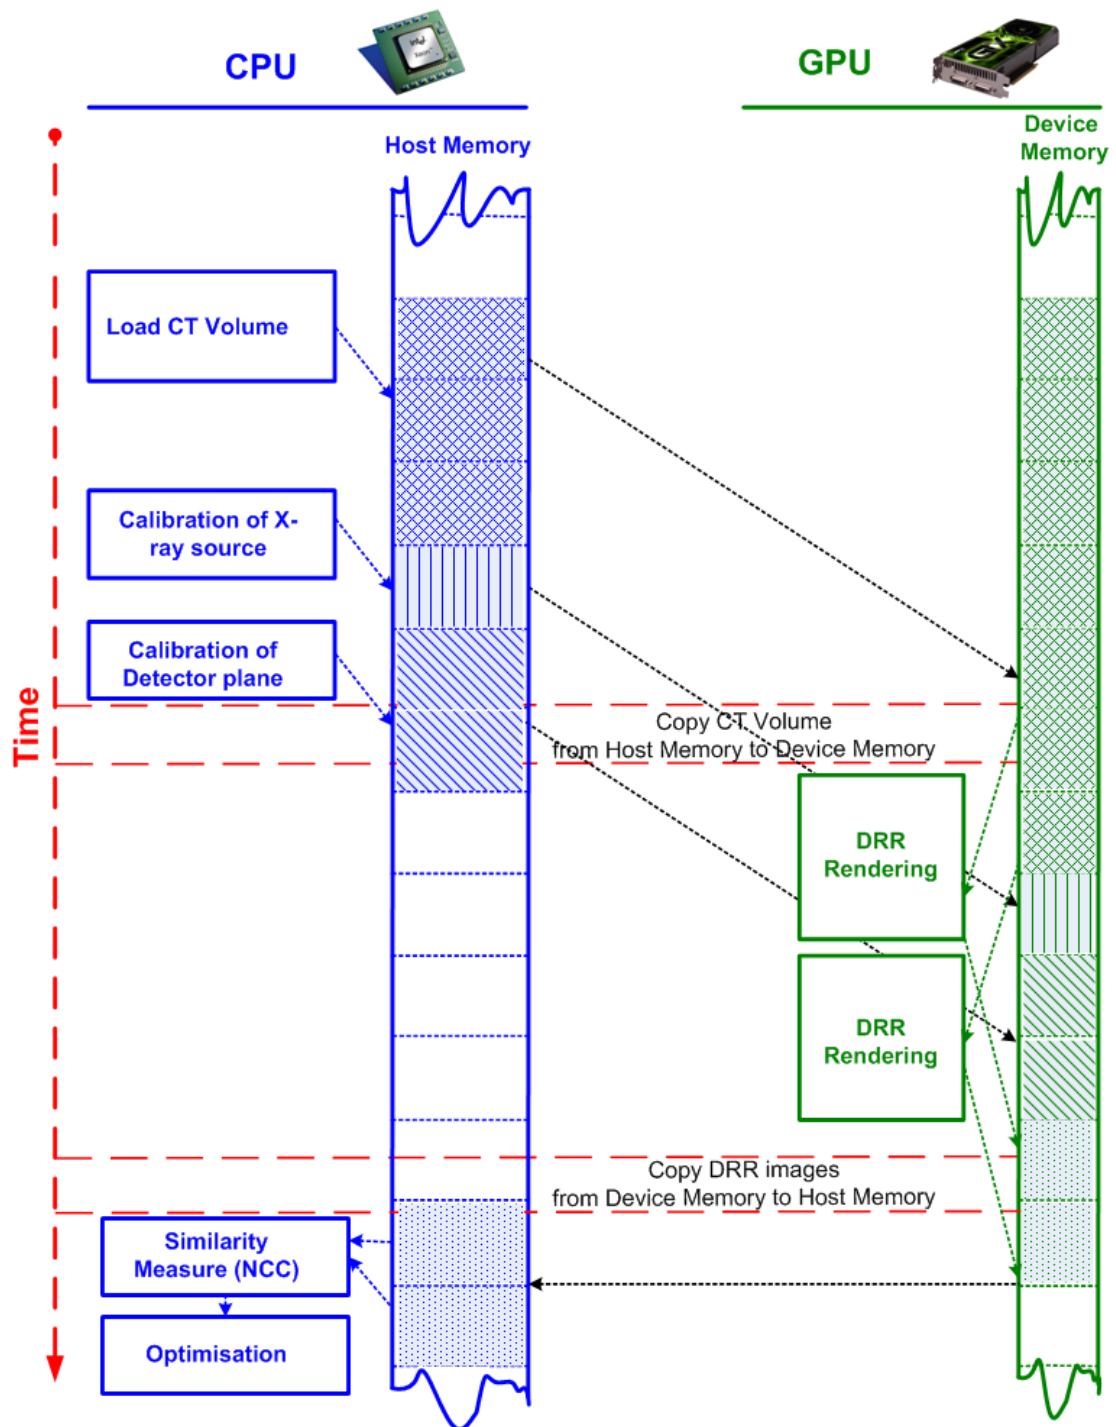 CPU
GPU
intel
Xeon
Host Memory
Device
Memory
Load CT Volume
Calibration of X-
ray source
Calibration of
Detector plane
Time
Copy CT Volume
from Host Memory to Device Memory
DRR
Rendering
DRR
Rendering
Copy DRR images
from Device Memory to Host Memory
Similarity
Measure (NCC)
Optimisation